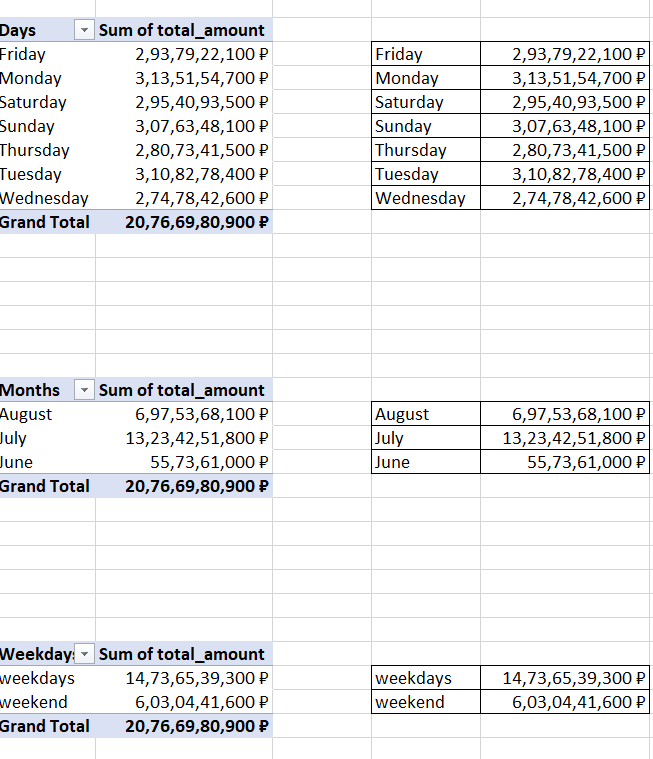 Days Sum of total_amount
Friday 2,93,79,22,100 ₽ Friday 2,93,79,22,100 ₽
Monday 3,13,51,54,700 ₽ Monday 3,13,51,54,700 ₽
Saturday 2,95,40,93,500 ₽ Saturday 2,95,40,93,500 ₽
Sunday 3,07,63,48,100 ₽ Sunday 3,07,63,48,100 ₽
Thursday 2,80,73,41,500 ₽ Thursday 2,80,73,41,500 ₽
Tuesday 3,10,82,78,400 ₽ Tuesday 3,10,82,78,400 ₽
Wednesday 2,74,78,42,600 ₽ Wednesday 2,74,78,42,600 ₽
Grand Total 20,76,69,80,900 ₽
Months Sum of total_amount
August 6,97,53,68,100 ₽ August 6,97,53,68,100 ₽
July 13,23,42,51,800 ₽ July 13,23,42,51,800 ₽
June 55,73,61,000 ₽ June 55,73,61,000 ₽
Grand Total 20,76,69,80,900 ₽
Weekdays Sum of total_amount
weekdays 14,73,65,39,300 ₽ weekdays 14,73,65,39,300 ₽
weekend 6,03,04,41,600 ₽ weekend 6,03,04,41,600 ₽
Grand Total 20,76,69,80,900 ₽